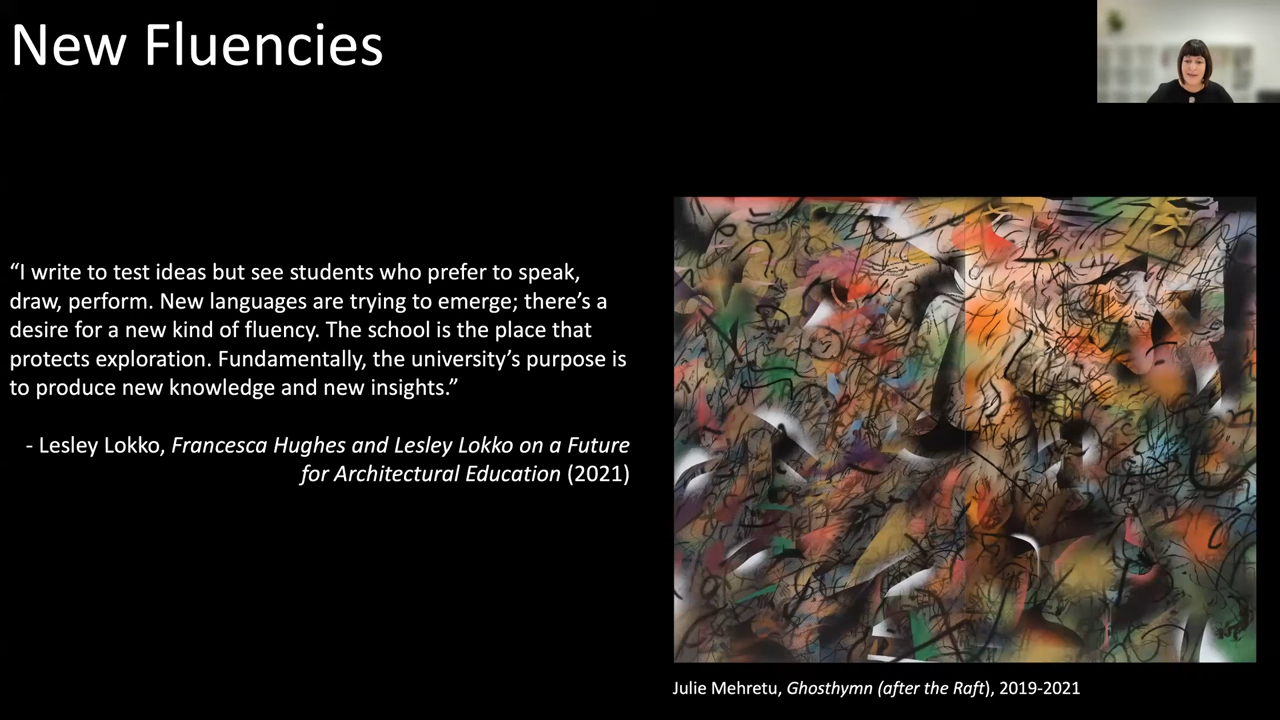 New Fluencies
“I write to test ideas but see students who prefer to speak,
draw, perform. New languages are trying to emerge; there’s a
desire for a new kind of fluency. The school is the place that
protects exploration. Fundamentally, the university’s purpose is
to produce new knowledge and new insights.”
- Lesley Lokko, Francesca Hughes and Lesley Lokko on a Future
for Architectural Education (2021)
Julie Mehretu, Ghosthymn (after the Raft), 2019-2021